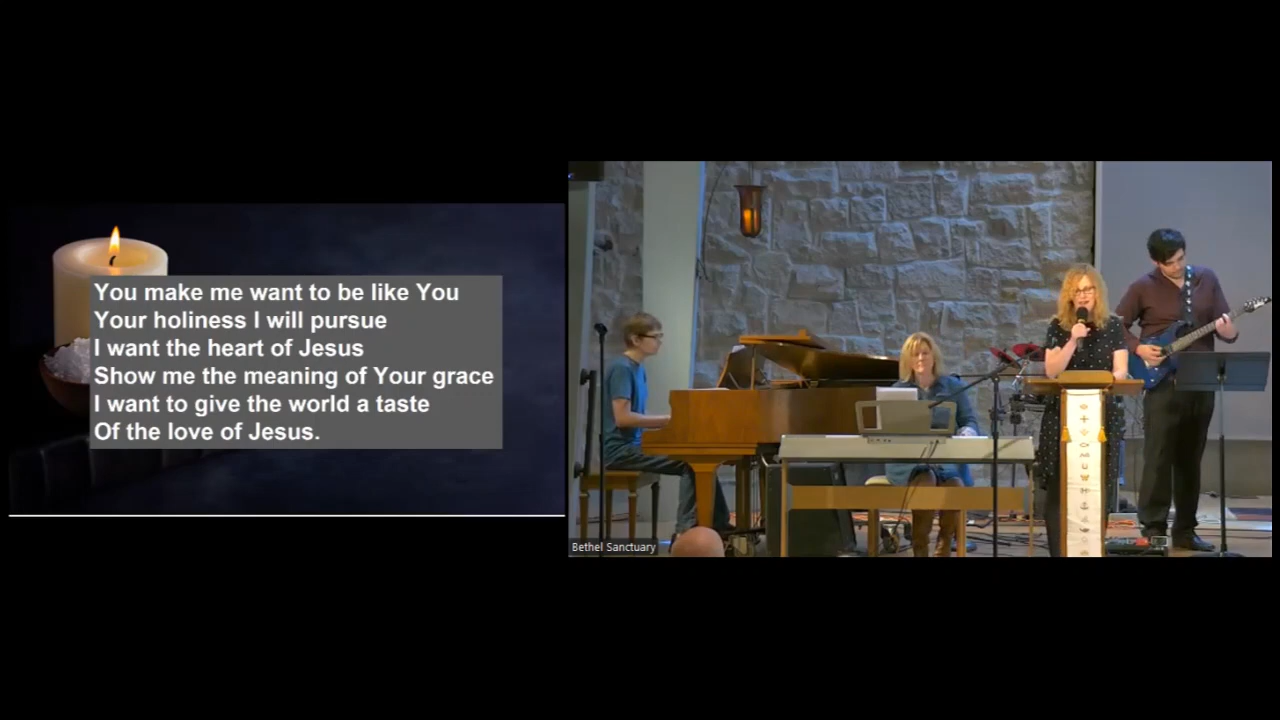 You make me want to be like You
Your holiness I will pursue
I want the heart of Jesus
Show me the meaning of Your grace
I want to give the world a taste
Of the love of Jesus.
Bethel Sanctuary